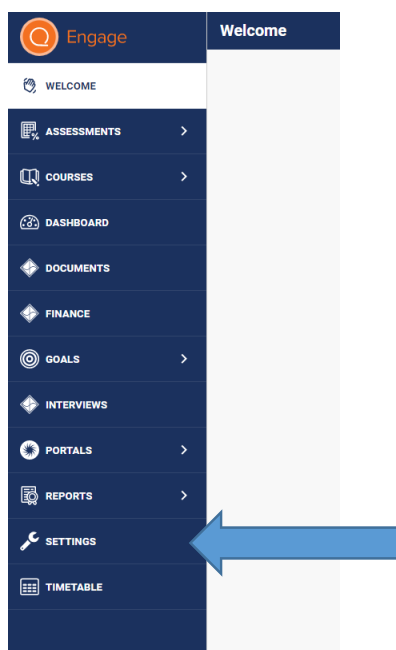 Engage
Welcome
WELCOME
ASSESSMENTS
COURSES
DASHBOARD
DOCUMENTS
FINANCE
GOALS
INTERVIEWS
PORTALS
REPORTS
SETTINGS
TIMETABLE